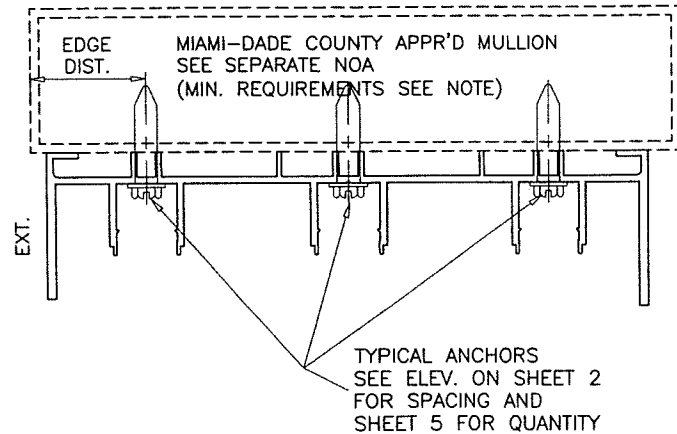 EDGE
DIST.
MIAMI-DADE COUNTY APPR'D MULLION
SEE SEPARATE NOA
(MIN. REQUIREMENTS SEE NOTE)
EXT.
TYPICAL ANCHORS
SEE ELEV. ON SHEET 2
FOR SPACING AND
SHEET 5 FOR QUANTITY